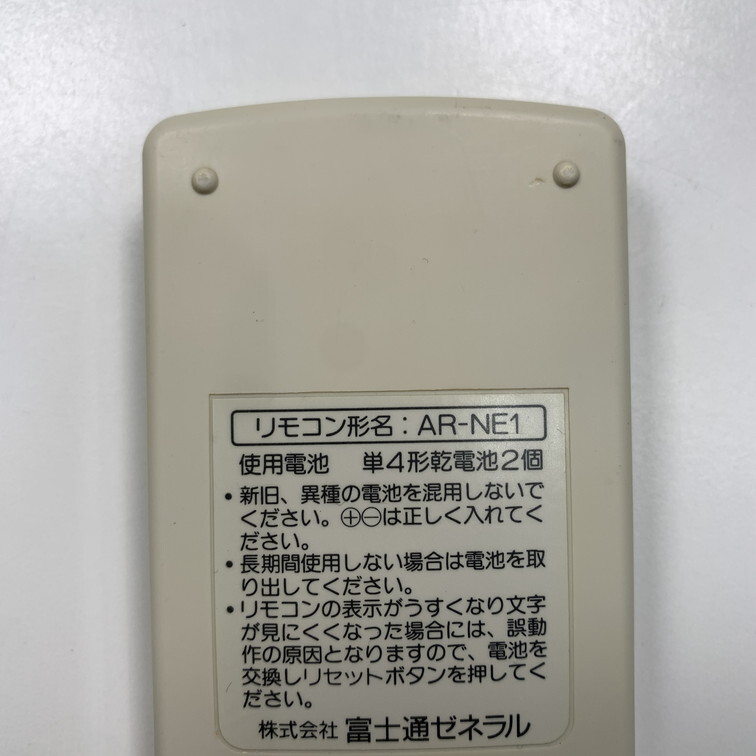 リモコン形名：AR-NE1
使用電池　単4形乾電池2個
・新旧、異種の電池を混用しないで
ください。⊕⊖は正しく入れてく
ださい。
・長期間使用しない場合は電池を取
り出してください。
・リモコンの表示がうすくなり文字
が見にくくなった場合には、誤動
作の原因となりますので、電池を
交換しリセットボタンを押してく
ださい。
株式会社 富士通ゼネラル